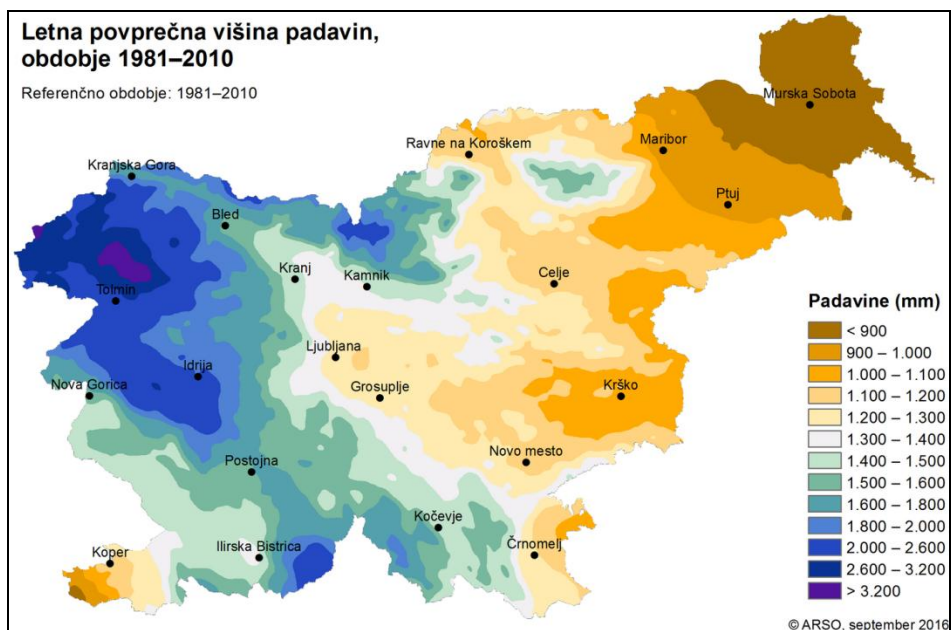 Letna povprečna višina padavin,
obdobje 1981–2010
Referenčno obdobje: 1981–2010
Murska Sobota
Ravne na Koroškem
Maribor
Kranjska Gora
Ptuj
Bled
Kranj
Kamnik
Celje
Tolmin
Ljubljana
Idrija
Nova Gorica
Grosuplje
Krško
Novo mesto
Postojna
Kočevje
Koper
Ilirska Bistrica
Črnomelj
Padavine (mm)
< 900
900 – 1.000
1.000 – 1.100
1.100 – 1.200
1.200 – 1.300
1.300 – 1.400
1.400 – 1.500
1.500 – 1.600
1.600 – 1.800
1.800 – 2.000
2.000 – 2.600
2.600 – 3.200
> 3.200
© ARSO, september 2016